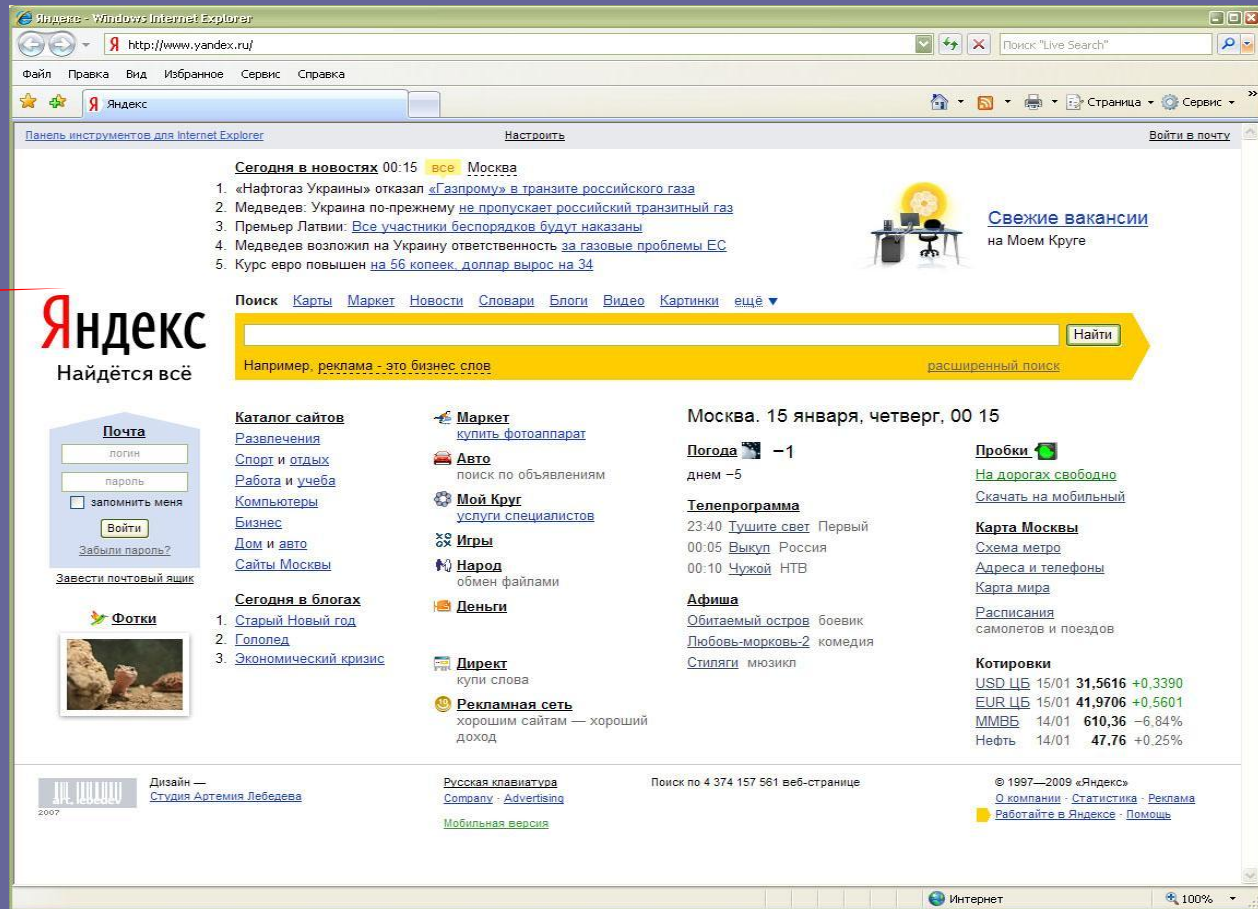 Яндекс - Windows Internet Explorer
http://www.yandex.ru/
Поиск "Live Search"
Файл Правка Вид Избранное Сервис Справка
Яндекс
Страница Сервис »
Панель инструментов для Internet Explorer
Настроить
Войти в почту
Сегодня в новостях 00:15 все Москва
1. «Нафтогаз Украины» отказал «Газпрому» в транзите российского газа
2. Медведев: Украина по-прежнему не пропускает российский транзитный газ
3. Премьер Латвии: Все участники беспорядков будут наказаны
4. Медведев возложил на Украину ответственность за газовые проблемы ЕС
5. Курс евро повышен на 56 копеек, доллар вырос на 34
Свежие вакансии
на Моем Круге
Яндекс
Найдётся всё
Поиск Карты Маркет Новости Словари Блоги Видео Картинки ещё ▼
Найти
Например, реклама - это бизнес слов
расширенный поиск
Почта
логин
пароль
запомнить меня
Войти
Забыли пароль?
Завести почтовый ящик
Фотки
Каталог сайтов
Развлечения
Спорт и отдых
Работа и учеба
Компьютеры
Бизнес
Дом и авто
Сайты Москвы
Сегодня в блогах
1. Старый Новый год
2. Гололед
3. Экономический кризис
Маркет
купить фотоаппарат
Авто
поиск по объявлениям
Мой Круг
услуги специалистов
Игры
Народ
обмен файлами
Деньги
Директ
купи слова
Рекламная сеть
хорошим сайтам — хороший
доход
Москва. 15 января, четверг, 00 15
Погода −1
днем −5
Телепрограмма
23:40 Тушите свет Первый
00:05 Выкуп Россия
00:10 Чужой НТВ
Афиша
Обитаемый остров боевик
Любовь-морковь-2 комедия
Стиляги мюзикл
Пробки
На дорогах свободно
Скачать на мобильный
Карта Москвы
Схема метро
Адреса и телефоны
Карта мира
Расписания
самолетов и поездов
Котировки
USD ЦБ 15/01 31,5616 +0,3390
EUR ЦБ 15/01 41,9706 +0,5601
ММВБ 14/01 610,36 −6,84%
Нефть 14/01 47,76 +0,25%
art. lebedev
2007
Дизайн —
Студия Артемия Лебедева
Русская клавиатура
Company · Advertising
Мобильная версия
Поиск по 4 374 157 561 веб-странице
© 1997—2009 «Яндекс»
О компании · Статистика · Реклама
Работайте в Яндексе · Помощь
Интернет
100%